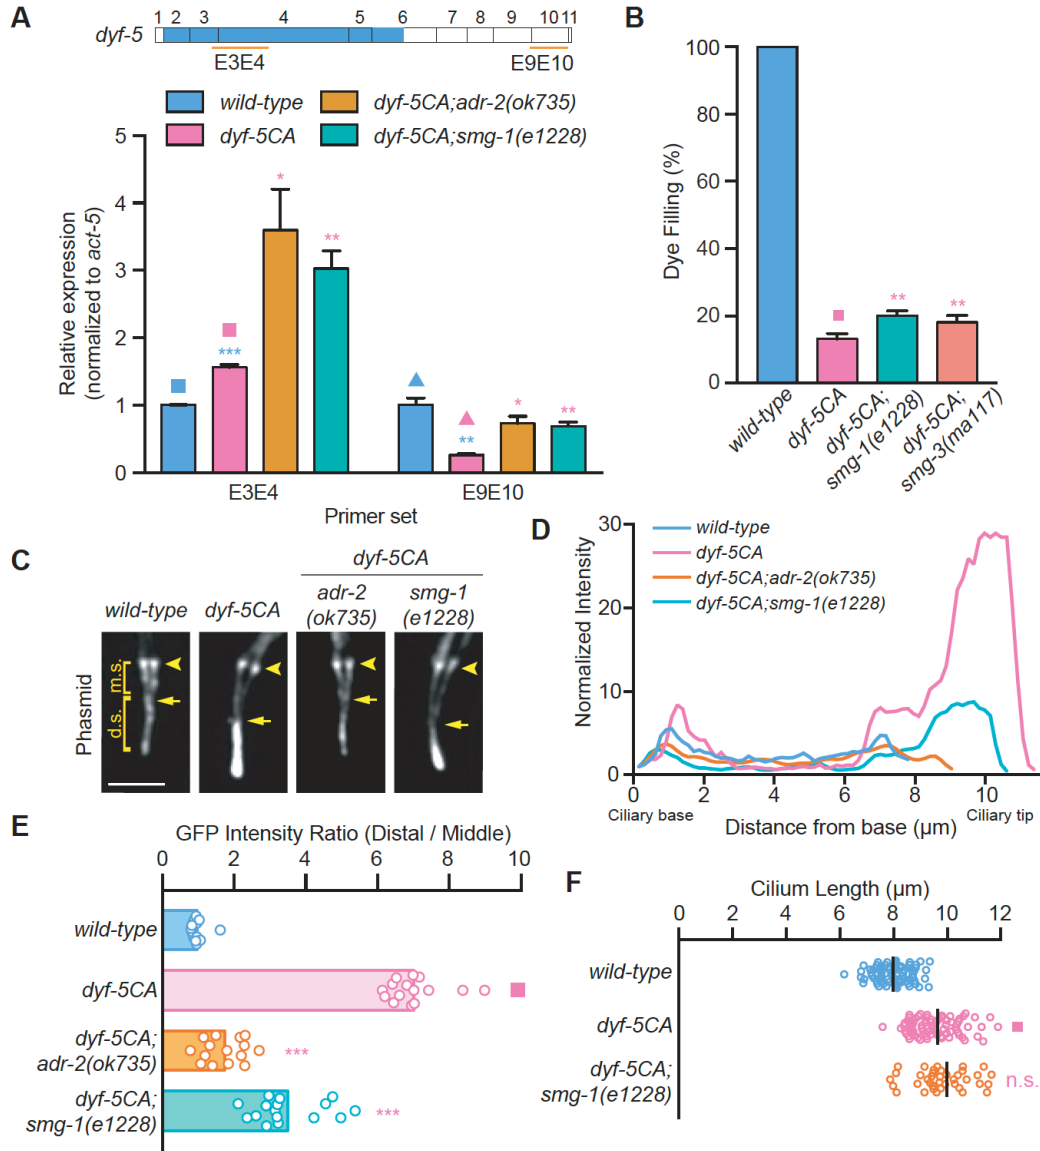 A
1 2 3 4 5 6 7 8 9 10 11
dyf-5
E3E4 E9E10
wild-type dyf-5CA;adr-2(ok735)
dyf-5CA dyf-5CA;smg-1(e1228)
Relative expression
(normalized to act-5)
5
4
3
2
1
0
*
**
***
*
**
**
E3E4 E9E10
Primer set
B
Dye Filling (%)
100
80
60
40
20
0
** **
wild-type
dyf-5CA
dyf-5CA;
smg-1(e1228)
dyf-5CA;
smg-3(ma117)
C
dyf-5CA
wild-type dyf-5CA adr-2 smg-1
(ok735) (e1228)
Phasmid
m.s.
d.s.
D
Normalized Intensity
30
20
10
0
wild-type
dyf-5CA
dyf-5CA;adr-2(ok735)
dyf-5CA;smg-1(e1228)
0 2 4 6 8 10
Ciliary base Distance from base (μm) Ciliary tip
E
GFP Intensity Ratio (Distal / Middle)
0 2 4 6 8 10
wild-type
dyf-5CA
dyf-5CA;
adr-2(ok735)
***
dyf-5CA;
smg-1(e1228)
***
F
Cilium Length (μm)
0 2 4 6 8 10 12
wild-type
dyf-5CA
dyf-5CA;
smg-1(e1228)
n.s.